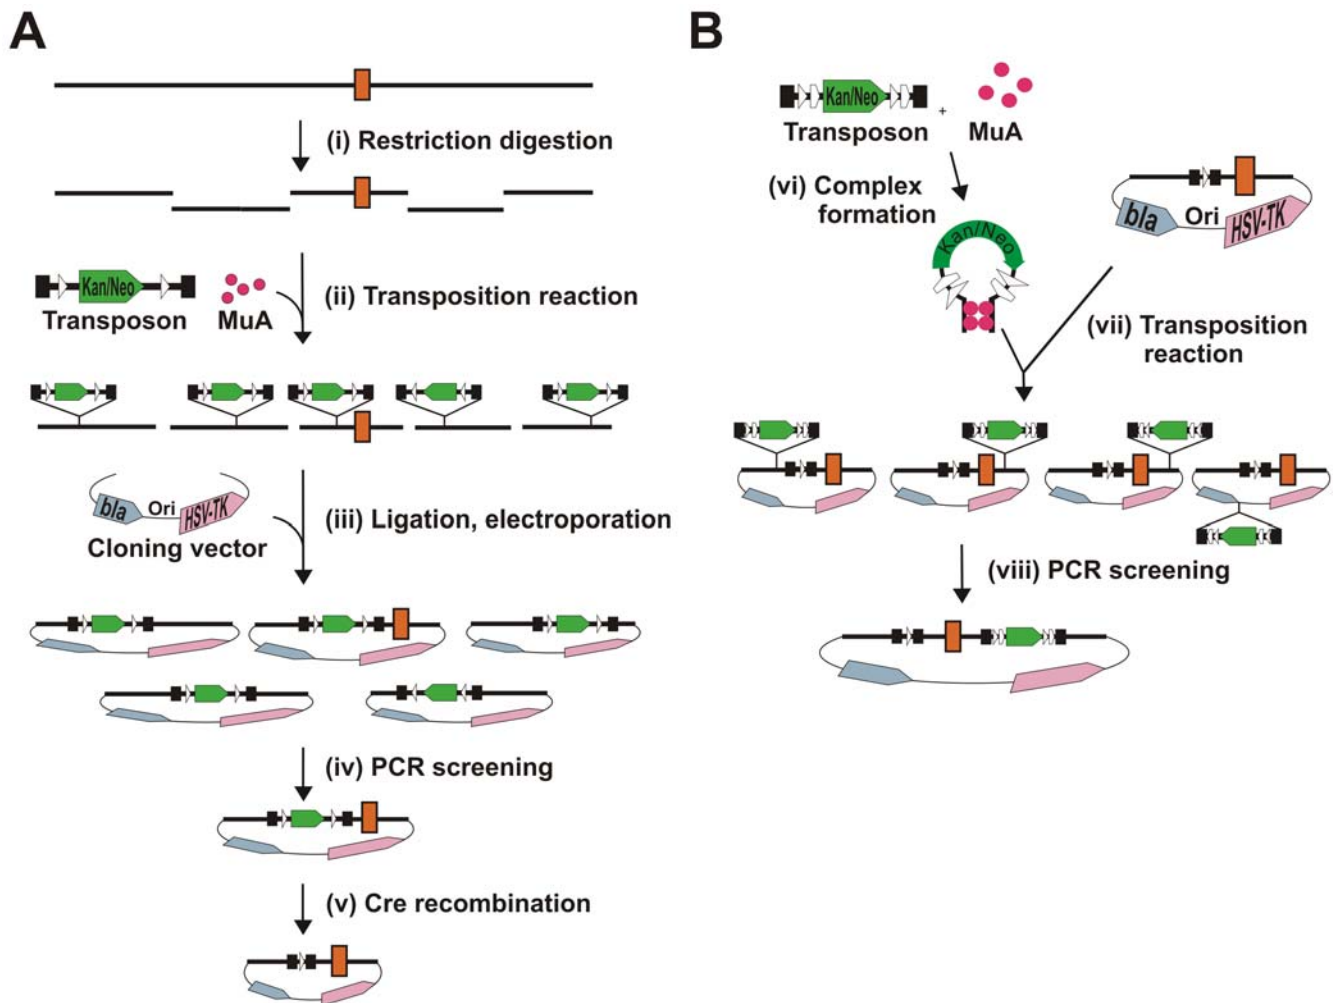 A
(i) Restriction digestion
Kan/Neo
Transposon
MuA
(ii) Transposition reaction
bla
Ori
HSV-TK
Cloning vector
(iii) Ligation, electroporation
(iv) PCR screening
(v) Cre recombination
B
Kan/Neo
+
Transposon
MuA
(vi) Complex
formation
Kan/Neo
bla
Ori
HSV-TK
(vii) Transposition
reaction
(viii) PCR screening